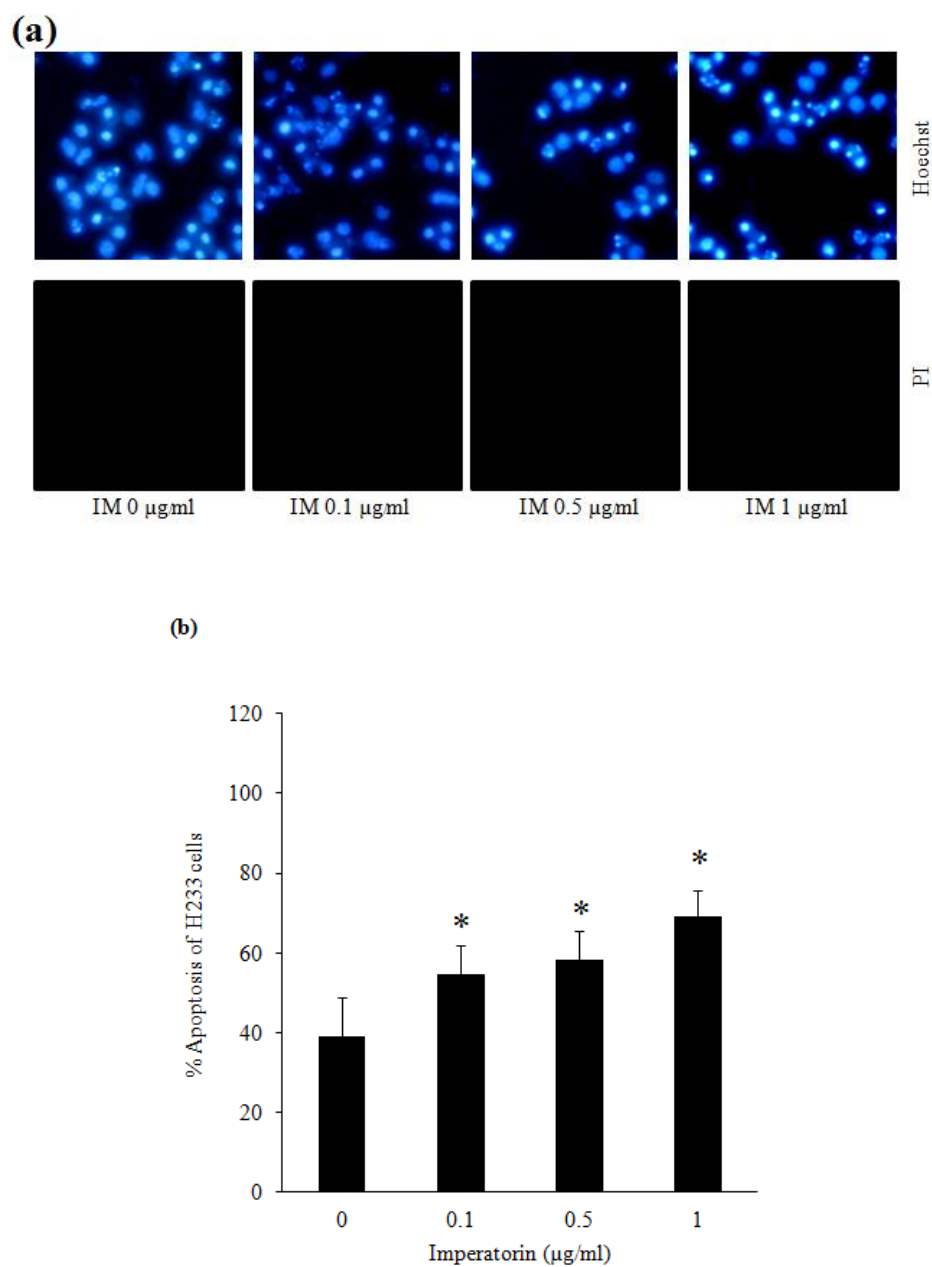 (a)
Hoechst
PI
IM 0 µg/ml IM 0.1 µg/ml IM 0.5 µg/ml IM 1 µg/ml
(b)
% Apoptosis of H233 cells
120
100
80
60
40
20
0
* * *
0 0.1 0.5 1
Imperatorin (µg/ml)